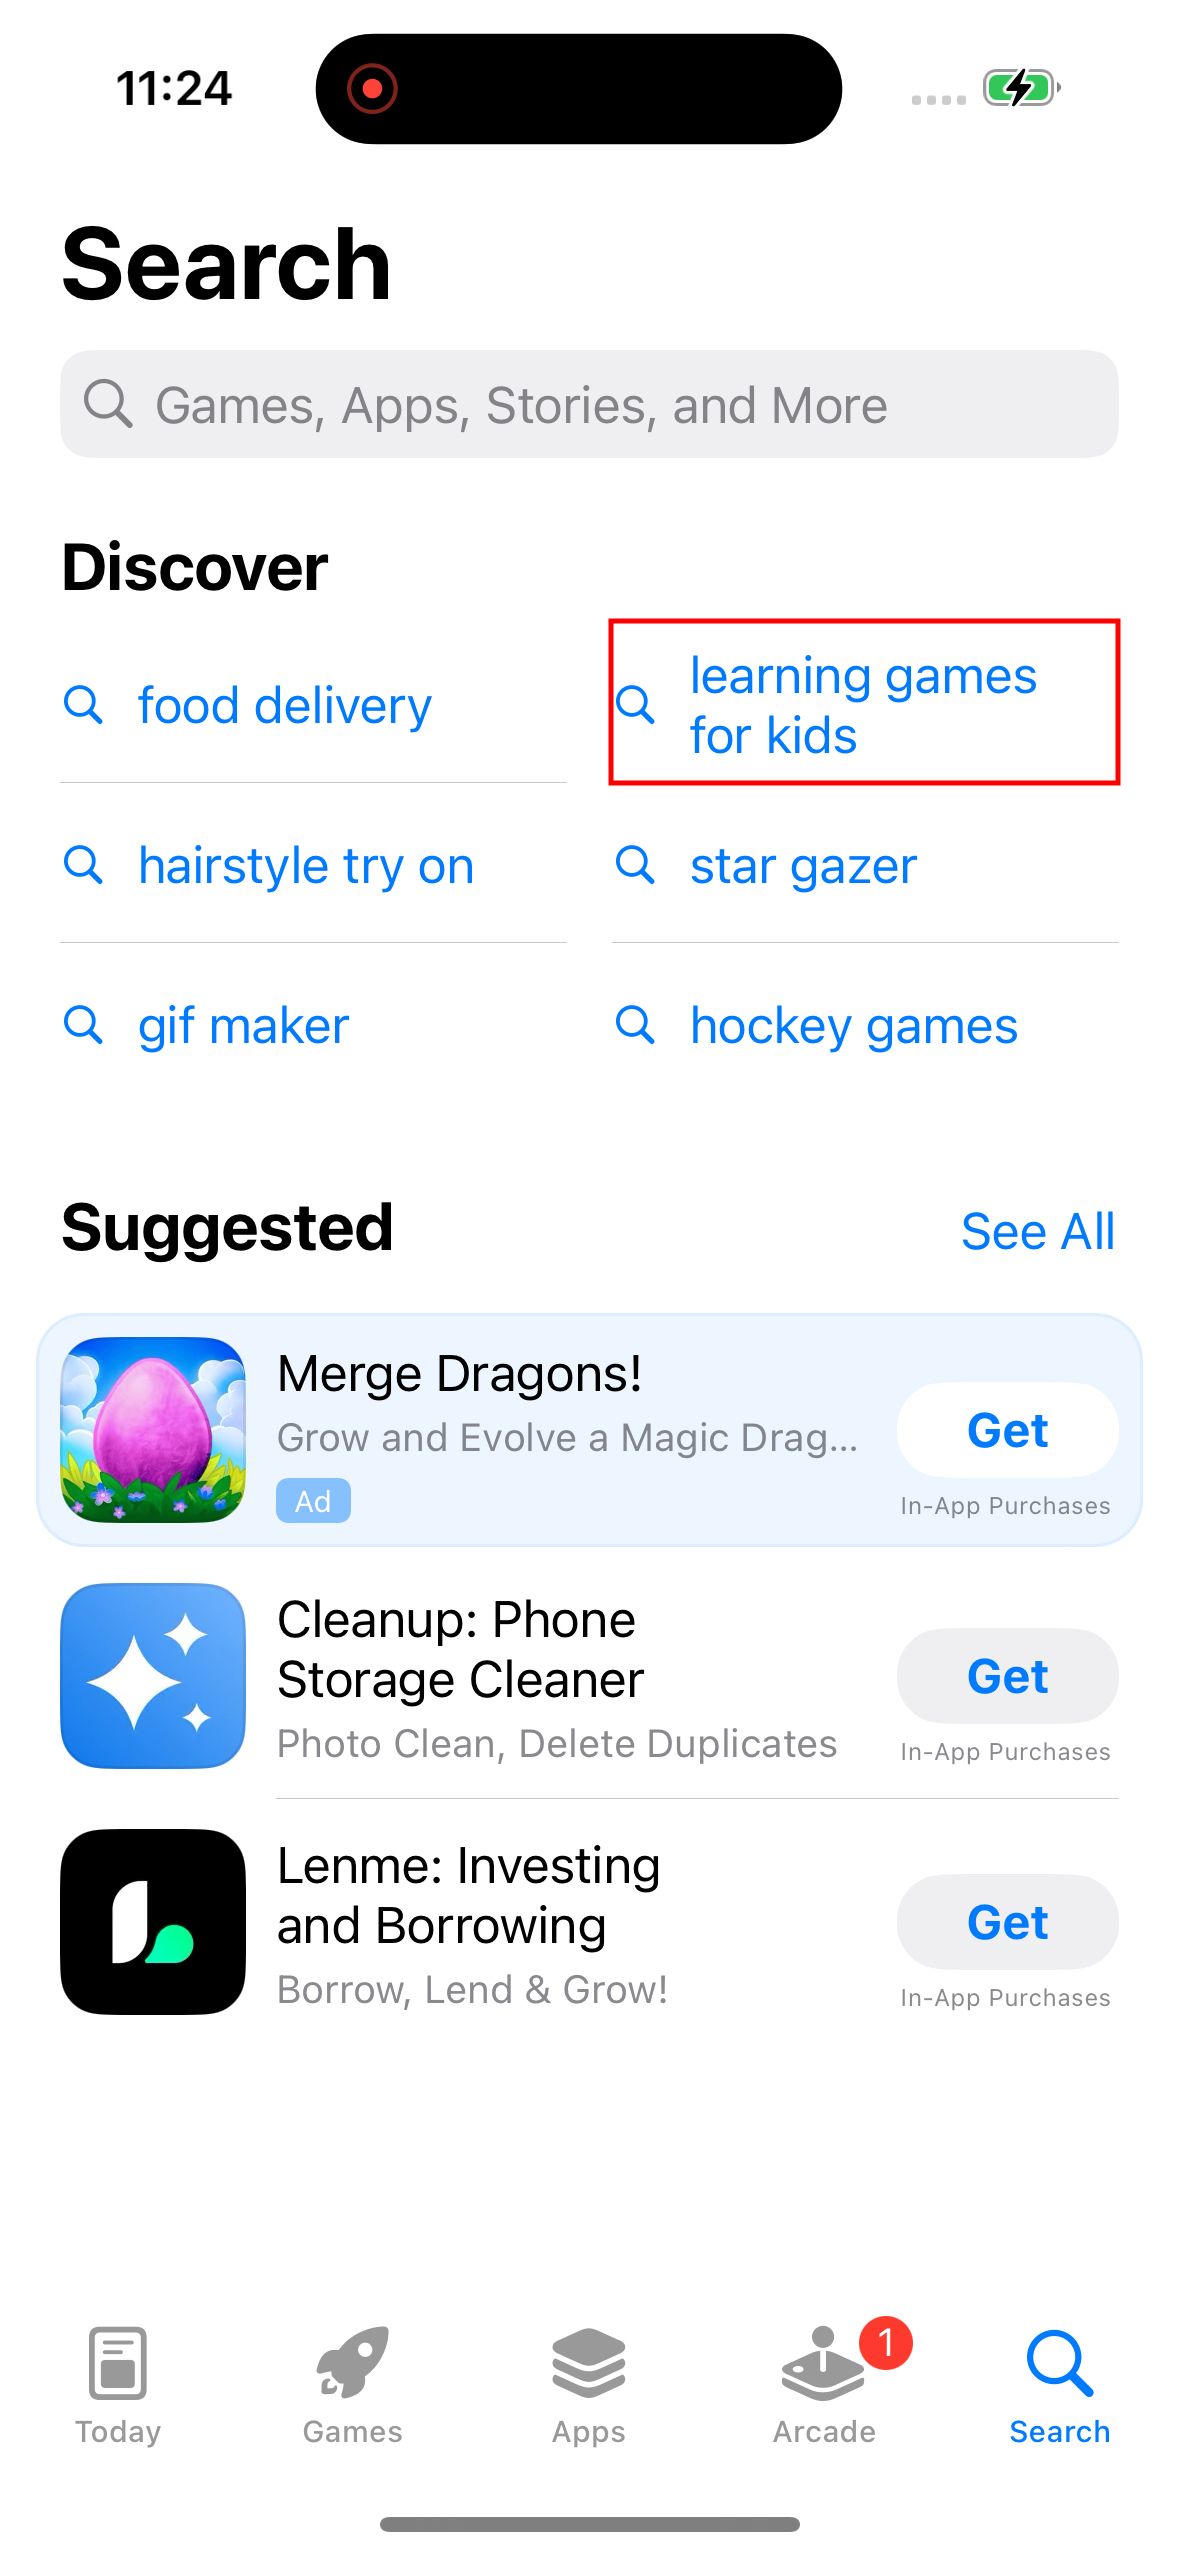 11:24
Search
Games, Apps, Stories, and More
Discover
food delivery
learning games
for kids
hairstyle try on
star gazer
gif maker
hockey games
Suggested
See All
Merge Dragons!
Grow and Evolve a Magic Drag...
Ad
Get
In-App Purchases
Cleanup: Phone
Storage Cleaner
Photo Clean, Delete Duplicates
Get
In-App Purchases
Lenme: Investing
and Borrowing
Borrow, Lend & Grow!
Get
In-App Purchases
1
Today
Games
Apps
Arcade
Search